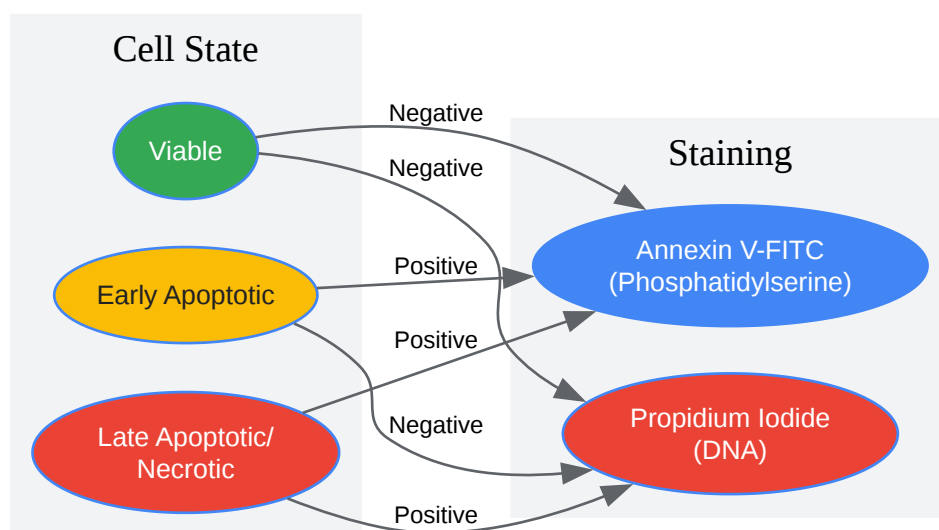 Cell State
Viable
Early Apoptotic
Late Apoptotic/
Necrotic
Negative
Negative
Positive
Positive
Negative
Positive
Staining
Annexin V-FITC
(Phosphatidylserine)
Propidium Iodide
(DNA)